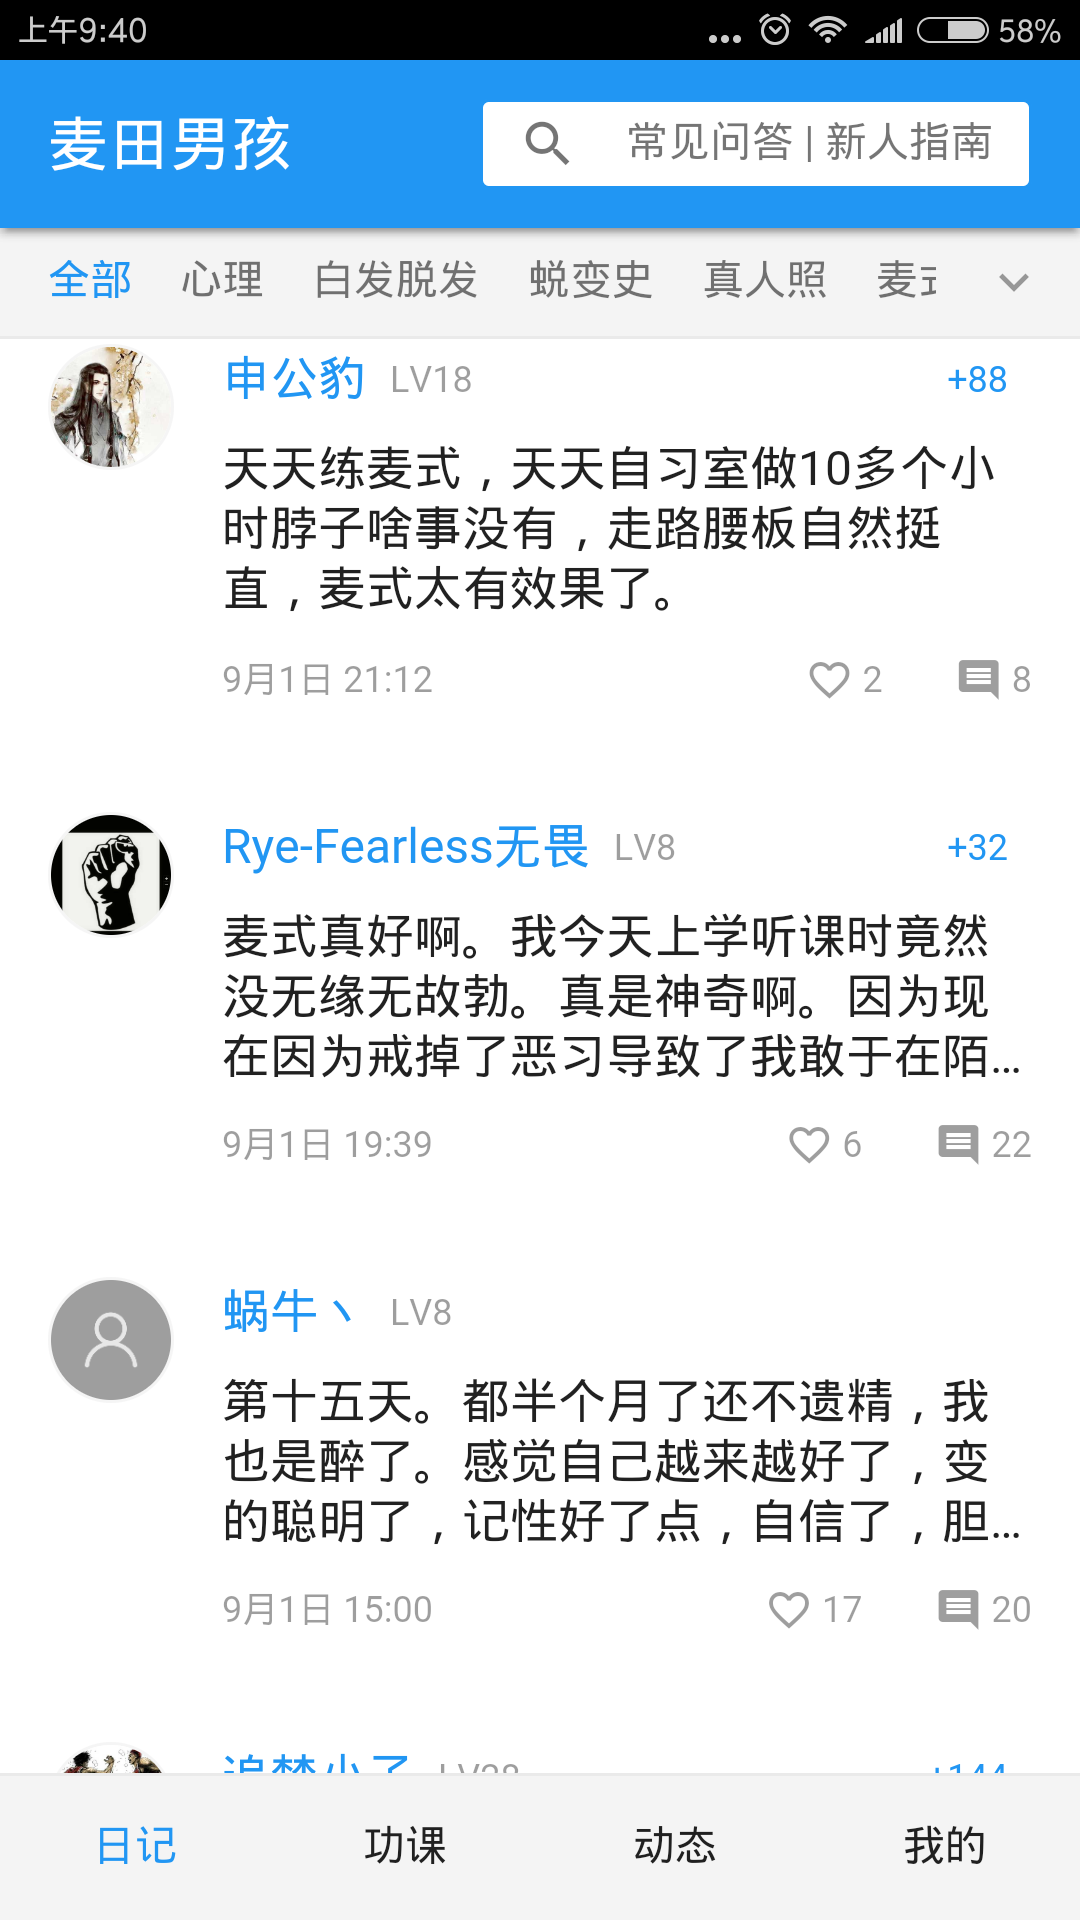 上午9:40
58%
麦田男孩
常见问答 | 新人指南
全部 心理 白发脱发 蜕变史 真人照 麦
申公豹 LV18 +88
天天练麦式，天天自习室做10多个小
时脖子啥事没有，走路腰板自然挺
直，麦式太有效果了。
9月1日 21:12 2 8
Rye-Fearless无畏 LV8 +32
麦式真好啊。我今天上学听课时竟然
没无缘无故勃。真是神奇啊。因为现
在因为戒掉了恶习导致了我敢于在陌...
9月1日 19:39 6 22
蜗牛丶 LV8
第十五天。都半个月了还不遗精，我
也是醉了。感觉自己越来越好了，变
的聪明了，记性好了点，自信了，胆...
9月1日 15:00 17 20
日记 功课 动态 我的